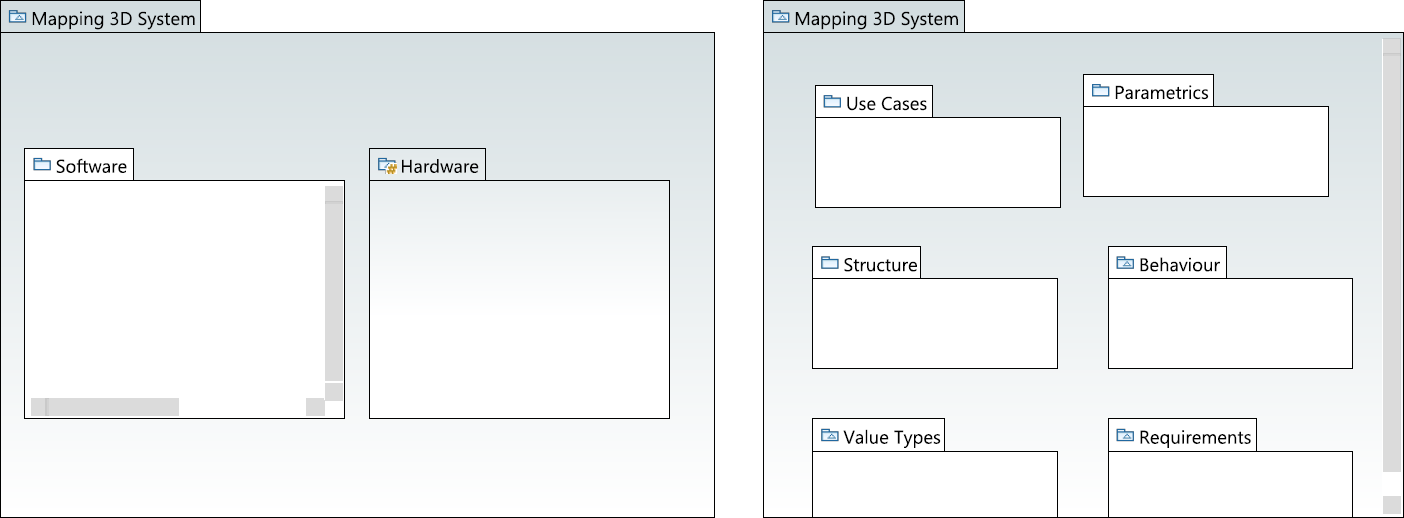 Mapping 3D System
Software
Hardware
Mapping 3D System
Use Cases
Parametrics
Structure
Behaviour
Value Types
Requirements